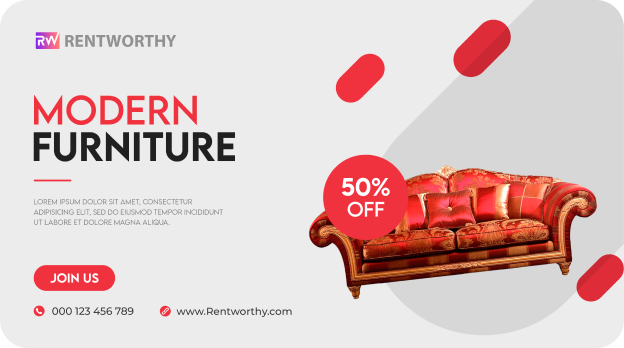 RW RENTWORTHY
MODERN
FURNITURE
LOREM IPSUM DOLOR SIT AMET, CONSECTETUR
ADIPISCING ELIT, SED DO EIUSMOD TEMPOR INCIDIDUNT
UT LABORE ET DOLORE MAGNA ALIQUA.
50%
OFF
JOIN US
000 123 456 789
www.Rentworthy.com